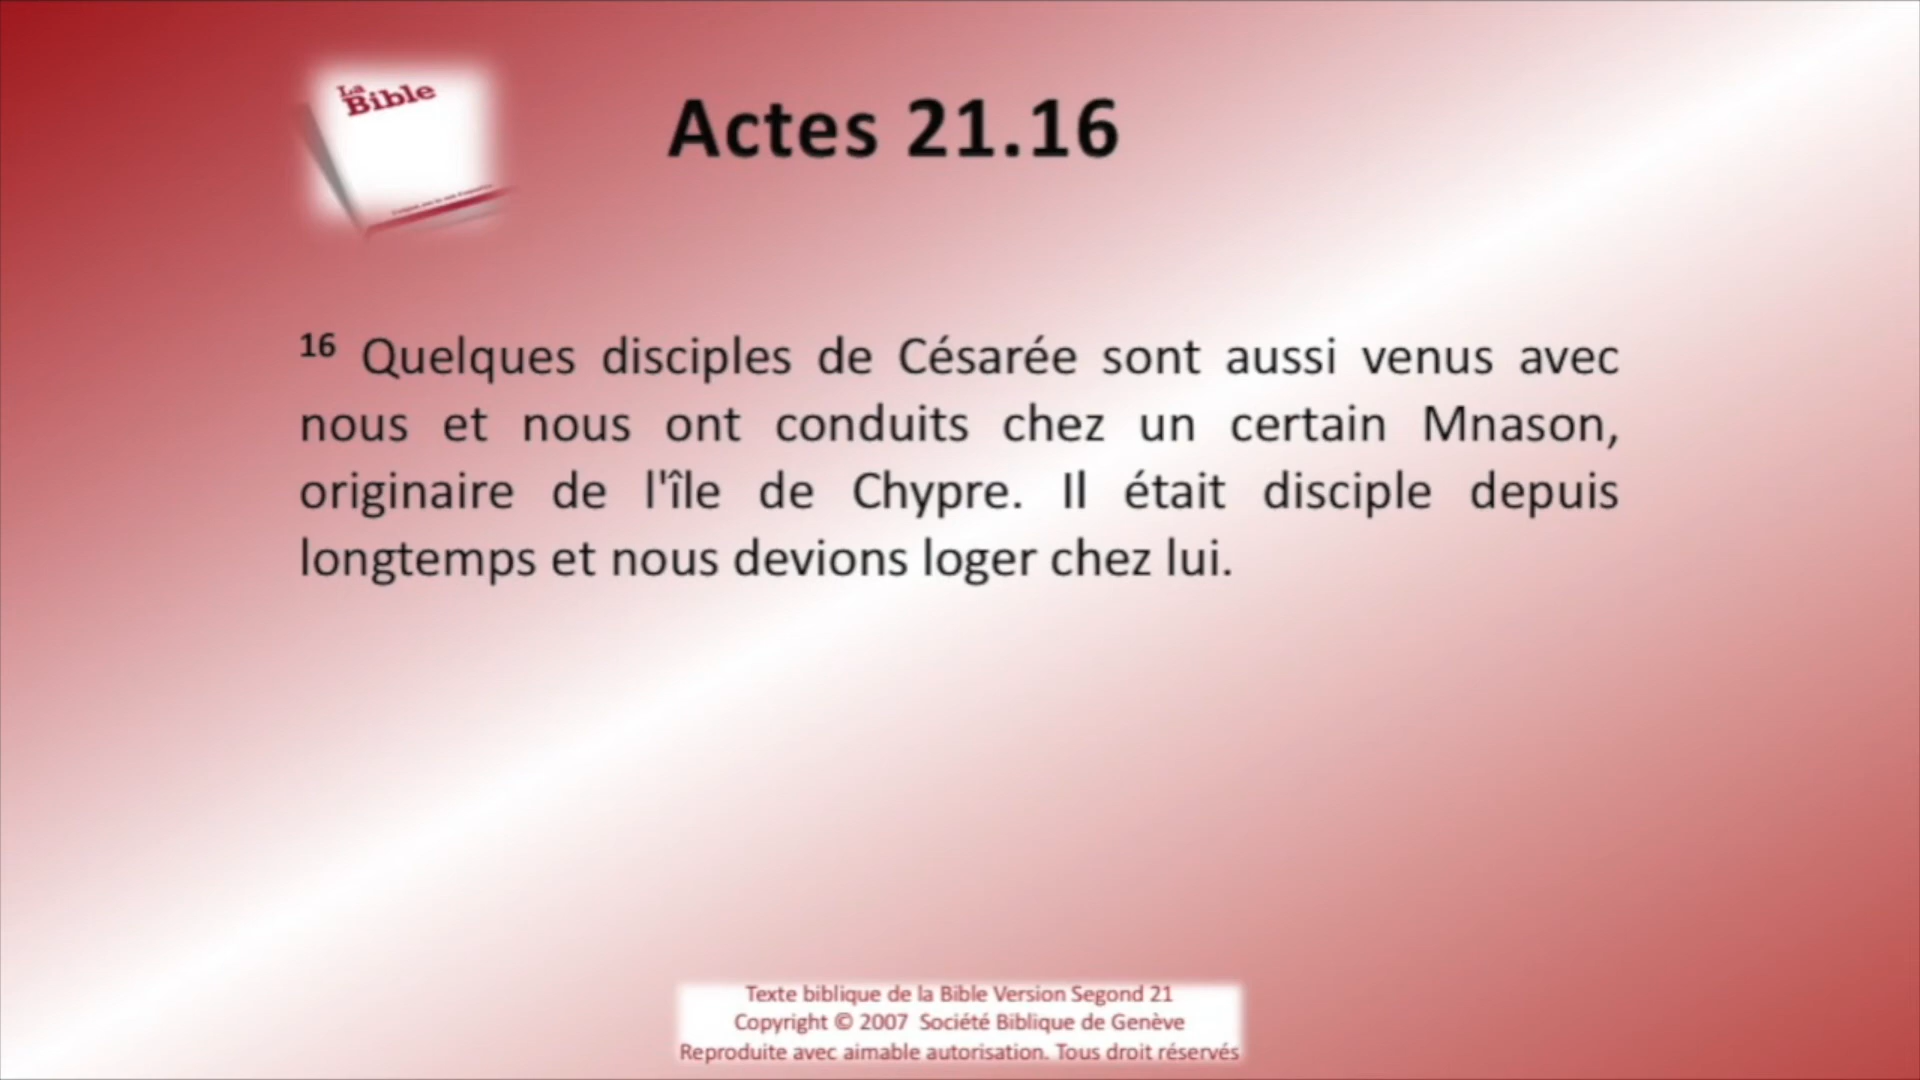 La
Bible
Actes 21.16
16 Quelques disciples de Césarée sont aussi venus avec
nous et nous ont conduits chez un certain Mnason,
originaire de l'île de Chypre. Il était disciple depuis
longtemps et nous devions loger chez lui.
Texte biblique de la Bible Version Segond 21
Copyright © 2007 Société Biblique de Genève
Reproduite avec aimable autorisation. Tous droit réservés